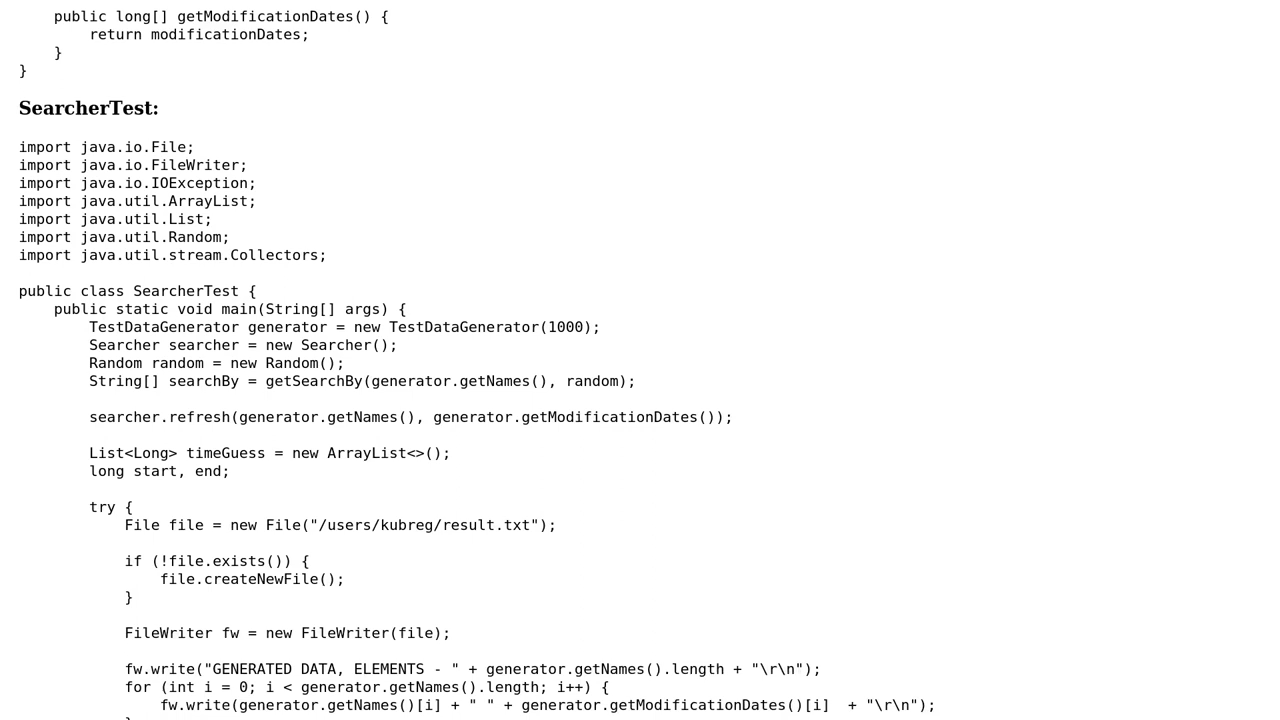 public long[] getModificationDates() {
        return modificationDates;
    }
}
SearcherTest:
import java.io.File;
import java.io.FileWriter;
import java.io.IOException;
import java.util.ArrayList;
import java.util.List;
import java.util.Random;
import java.util.stream.Collectors;
public class SearcherTest {
    public static void main(String[] args) {
        TestDataGenerator generator = new TestDataGenerator(1000);
        Searcher searcher = new Searcher();
        Random random = new Random();
        String[] searchBy = getSearchBy(generator.getNames(), random);
        searcher.refresh(generator.getNames(), generator.getModificationDates());
        List<Long> timeGuess = new ArrayList<>();
        long start, end;
        try {
            File file = new File("/users/kubreg/result.txt");
            if (!file.exists()) {
                file.createNewFile();
            }
            FileWriter fw = new FileWriter(file);
            fw.write("GENERATED DATA, ELEMENTS - " + generator.getNames().length + "\r\n");
            for (int i = 0; i < generator.getNames().length; i++) {
                fw.write(generator.getNames()[i] + " " + generator.getModificationDates()[i]  + "\r\n");
            }